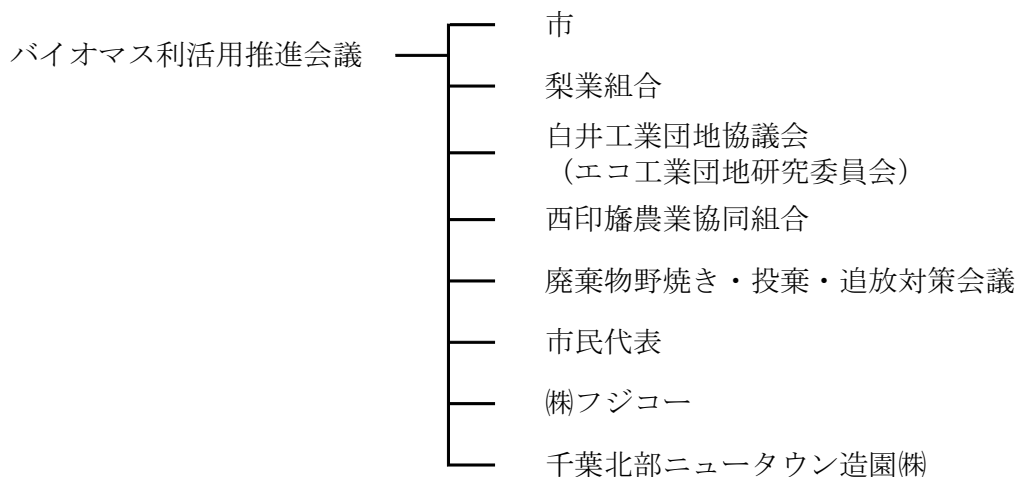 バイオマス利活用推進会議
市
梨業組合
白井工業団地協議会
（エコ工業団地研究委員会）
西印旛農業協同組合
廃棄物野焼き・投棄・追放対策会議
市民代表
㈱フジコー
千葉北部ニュータウン造園㈱